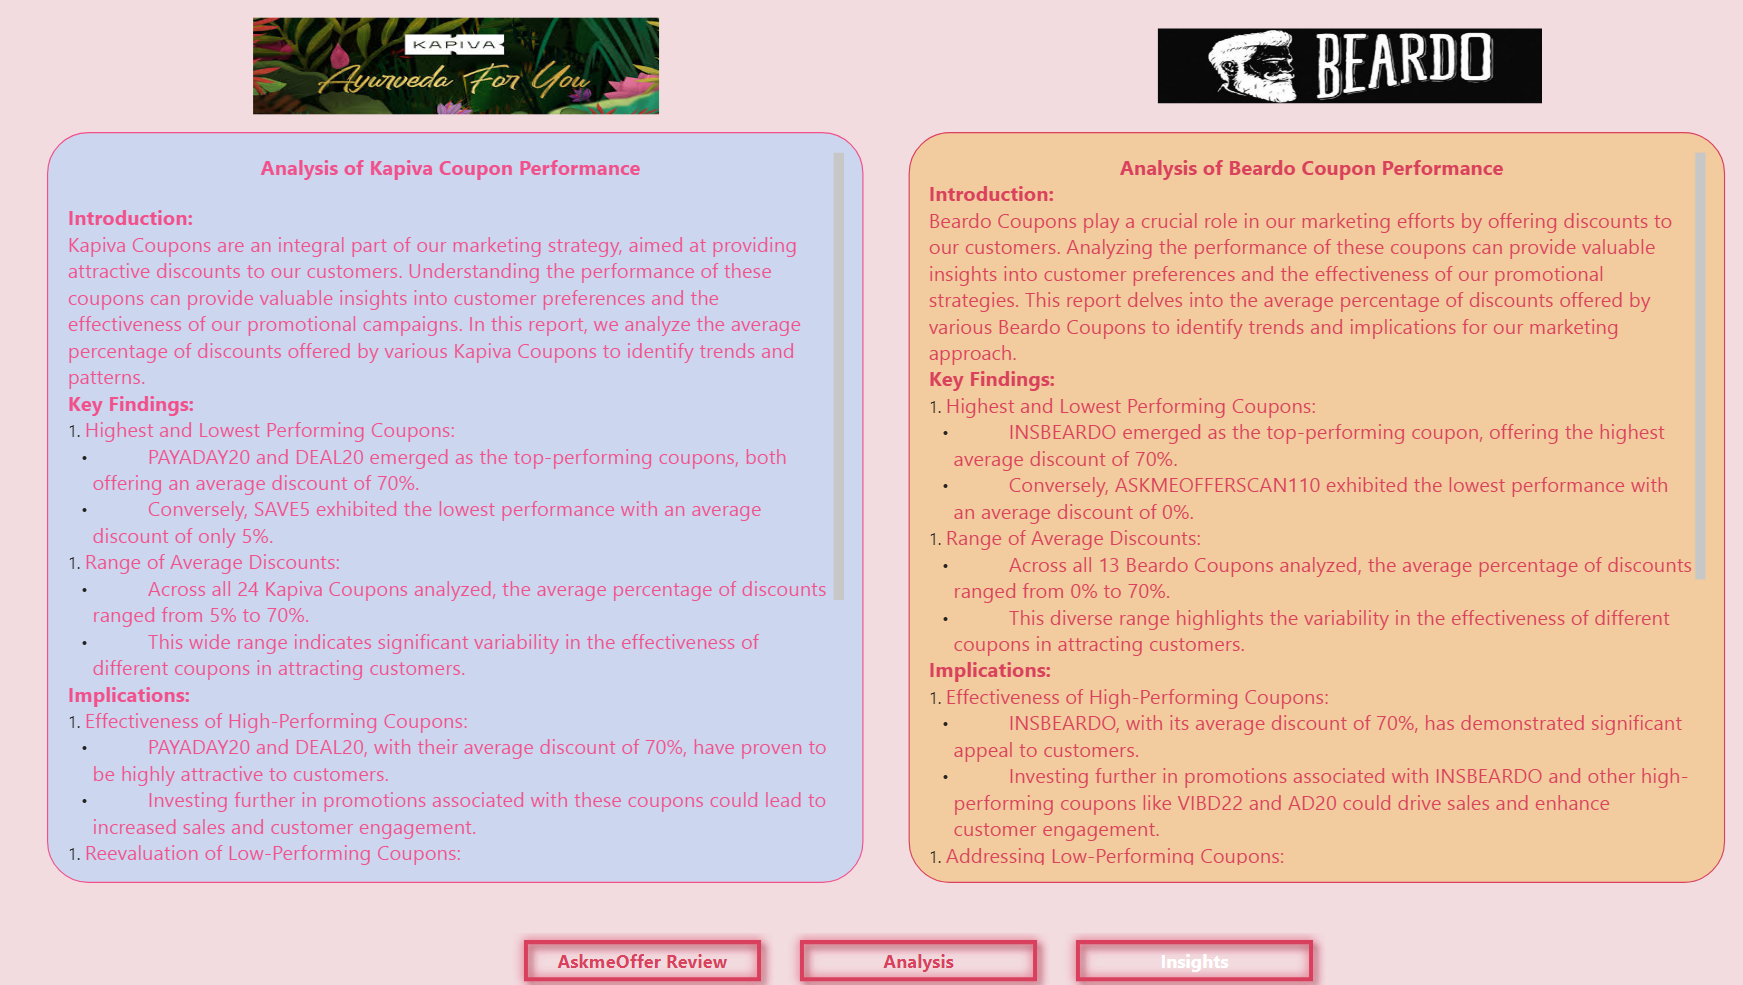 KAPIVA
Ayurveda For You
BEARDO
Analysis of Kapiva Coupon Performance
Introduction:
Kapiva Coupons are an integral part of our marketing strategy, aimed at providing
attractive discounts to our customers. Understanding the performance of these
coupons can provide valuable insights into customer preferences and the
effectiveness of our promotional campaigns. In this report, we analyze the average
percentage of discounts offered by various Kapiva Coupons to identify trends and
patterns.
Key Findings:
1. Highest and Lowest Performing Coupons:
• PAYADAY20 and DEAL20 emerged as the top-performing coupons, both
offering an average discount of 70%.
• Conversely, SAVE5 exhibited the lowest performance with an average
discount of only 5%.
1. Range of Average Discounts:
• Across all 24 Kapiva Coupons analyzed, the average percentage of discounts
ranged from 5% to 70%.
• This wide range indicates significant variability in the effectiveness of
different coupons in attracting customers.
Implications:
1. Effectiveness of High-Performing Coupons:
• PAYADAY20 and DEAL20, with their average discount of 70%, have proven to
be highly attractive to customers.
• Investing further in promotions associated with these coupons could lead to
increased sales and customer engagement.
1. Reevaluation of Low-Performing Coupons:
Analysis of Beardo Coupon Performance
Introduction:
Beardo Coupons play a crucial role in our marketing efforts by offering discounts to
our customers. Analyzing the performance of these coupons can provide valuable
insights into customer preferences and the effectiveness of our promotional
strategies. This report delves into the average percentage of discounts offered by
various Beardo Coupons to identify trends and implications for our marketing
approach.
Key Findings:
1. Highest and Lowest Performing Coupons:
• INSBEARDO emerged as the top-performing coupon, offering the highest
average discount of 70%.
• Conversely, ASKMEOFFERSCAN110 exhibited the lowest performance with
an average discount of 0%.
1. Range of Average Discounts:
• Across all 13 Beardo Coupons analyzed, the average percentage of discounts
ranged from 0% to 70%.
• This diverse range highlights the variability in the effectiveness of different
coupons in attracting customers.
Implications:
1. Effectiveness of High-Performing Coupons:
• INSBEARDO, with its average discount of 70%, has demonstrated significant
appeal to customers.
• Investing further in promotions associated with INSBEARDO and other high-
performing coupons like VIBD22 and AD20 could drive sales and enhance
customer engagement.
1. Addressing Low-Performing Coupons:
AskmeOffer Review
Analysis
Insights